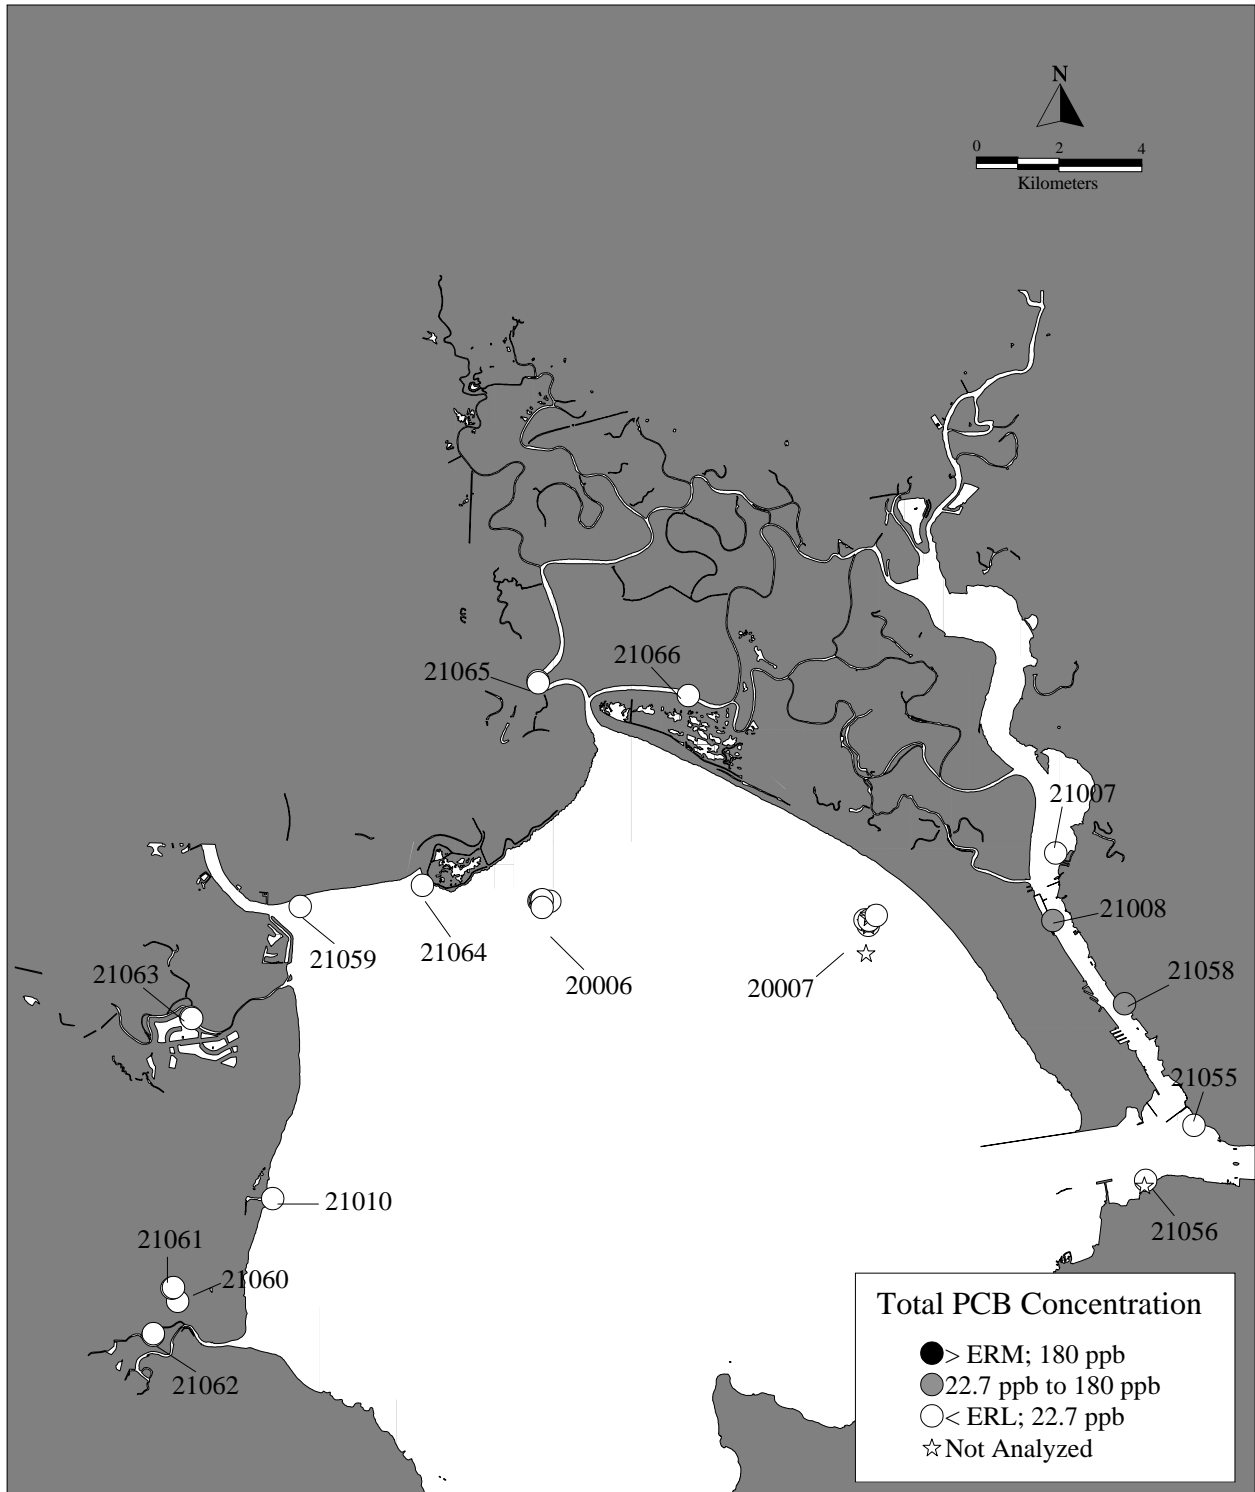 N
0 2 4
Kilometers
21066
21065
21007
21008
21064
21059
20006
20007
21063
21058
21055
21010
21056
21061
21060
21062
Total PCB Concentration
> ERM; 180 ppb
22.7 ppb to 180 ppb
< ERL; 22.7 ppb
Not Analyzed